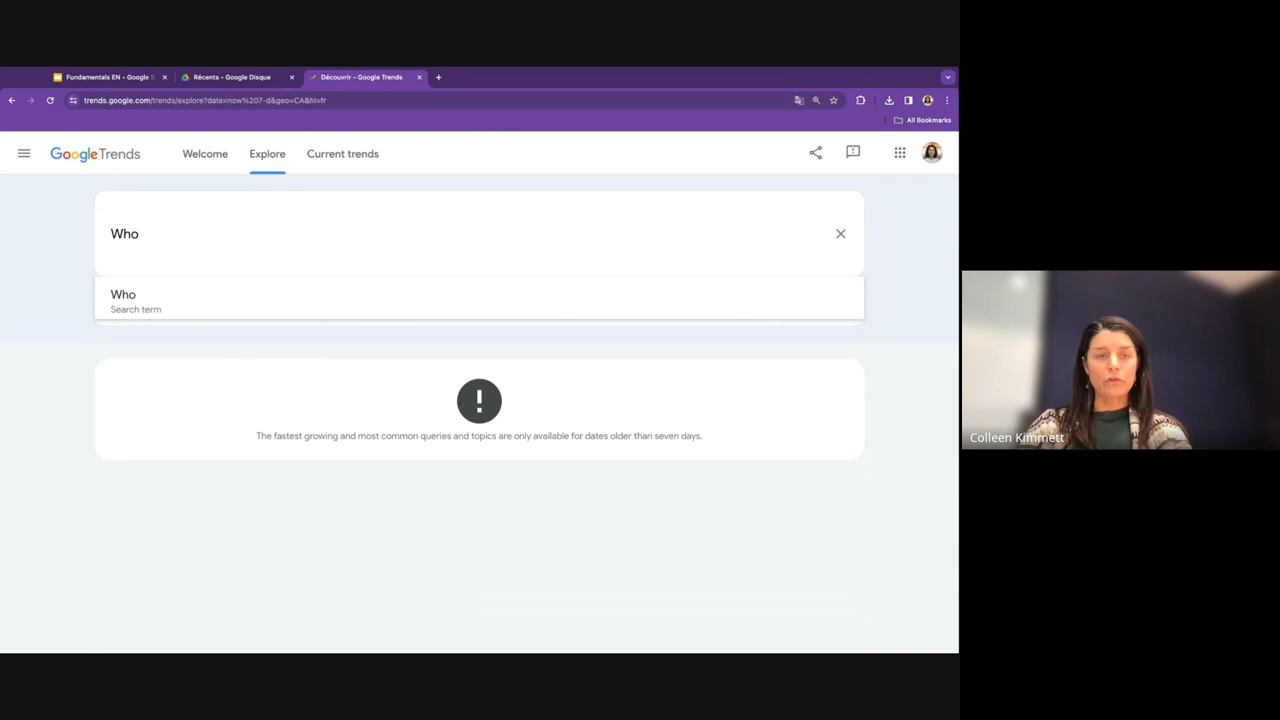 Fundamentals EN - Google S
Récents - Google Disque
Découvrir - Google Trends
trends.google.com/trends/explore?date=now%207-d&geo=CA&hl=fr
All Bookmarks
Google Trends
Welcome
Explore
Current trends
Who
Who
Search term
The fastest growing and most common queries and topics are only available for dates older than seven days.
Colleen Kimmett